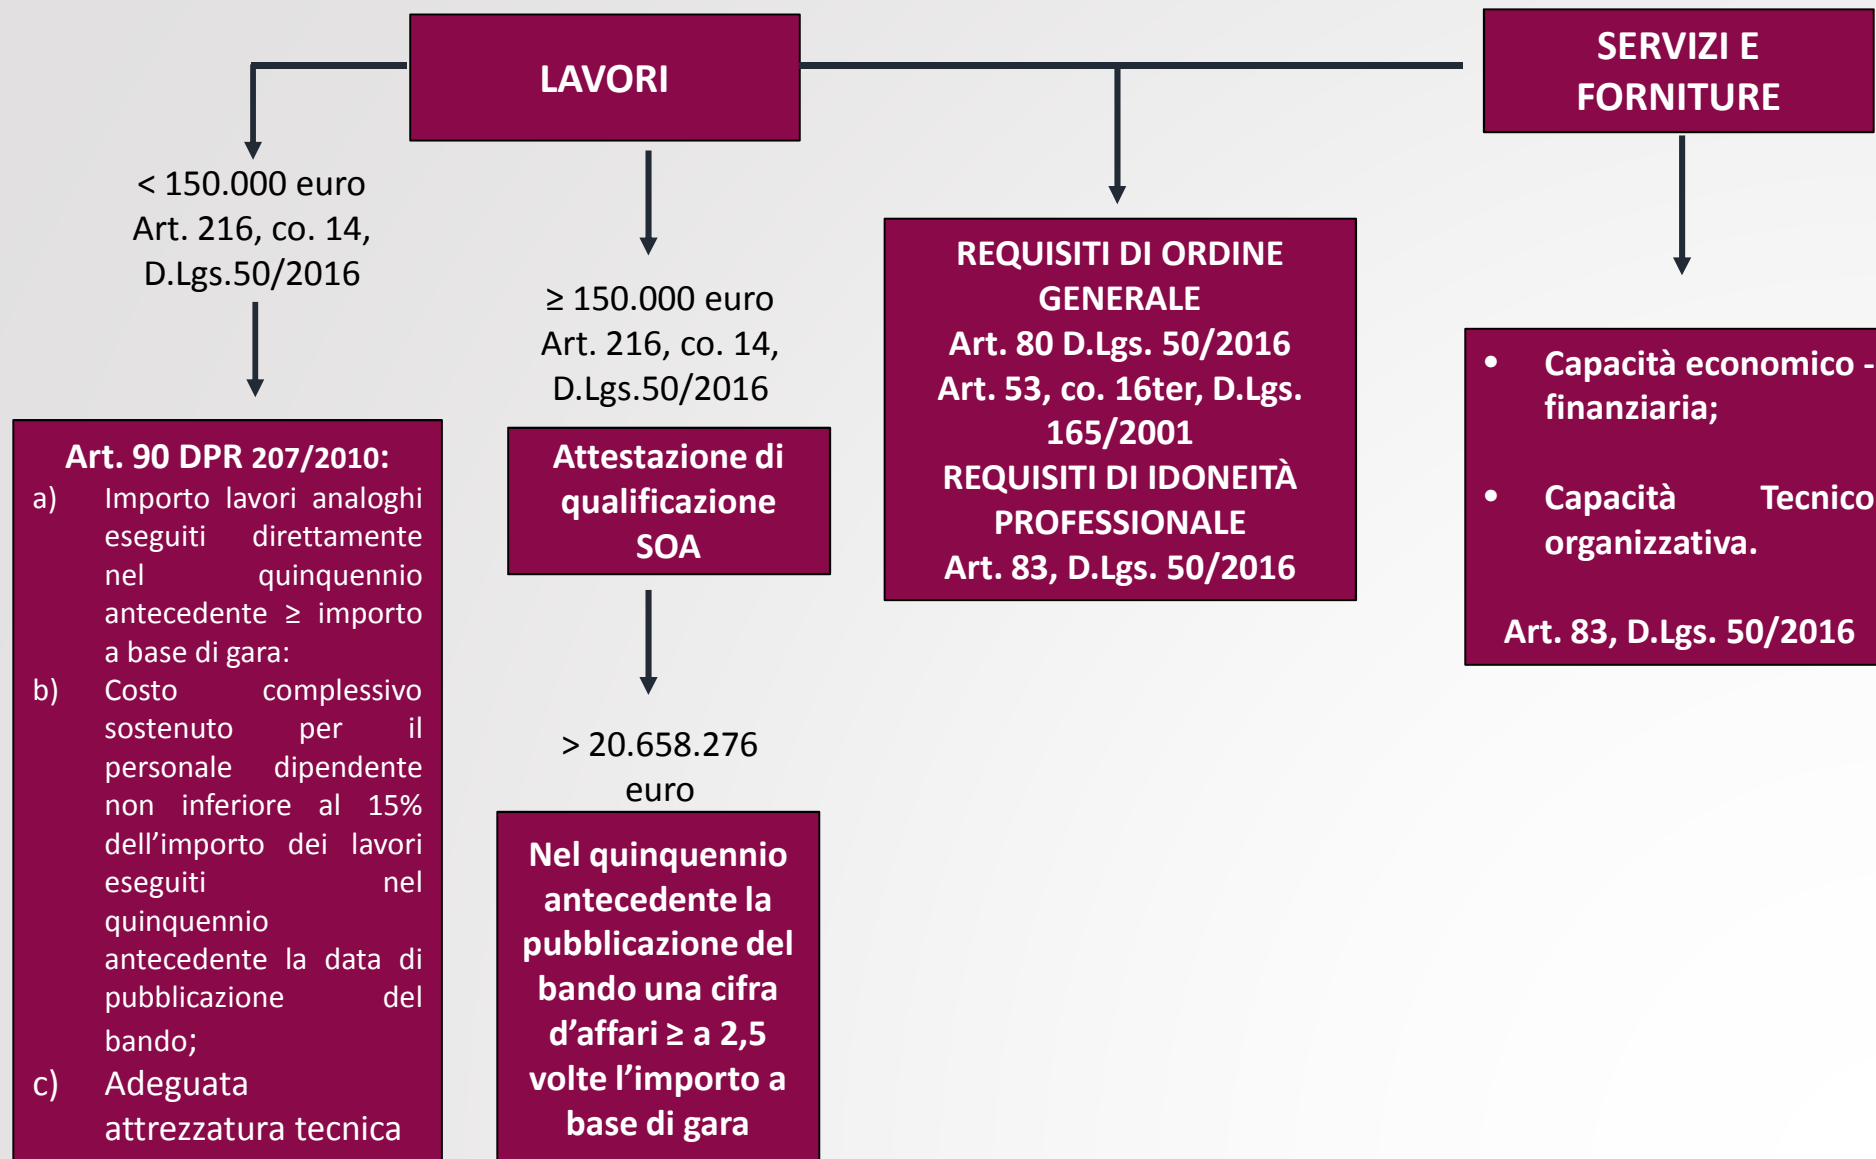 LAVORI
SERVIZI E
FORNITURE
< 150.000 euro
Art. 216, co. 14,
D.Lgs.50/2016
Art. 90 DPR 207/2010:
a) Importo lavori analoghi
eseguiti direttamente
nel quinquennio
antecedente ≥ importo
a base di gara:
b) Costo complessivo
sostenuto per il
personale dipendente
non inferiore al 15%
dell’importo dei lavori
eseguiti nel
quinquennio
antecedente la data di
pubblicazione del
bando;
c) Adeguata
attrezzatura tecnica
≥ 150.000 euro
Art. 216, co. 14,
D.Lgs.50/2016
Attestazione di
qualificazione
SOA
> 20.658.276
euro
Nel quinquennio
antecedente la
pubblicazione del
bando una cifra
d’affari ≥ a 2,5
volte l’importo a
base di gara
REQUISITI DI ORDINE
GENERALE
Art. 80 D.Lgs. 50/2016
Art. 53, co. 16ter, D.Lgs.
165/2001
REQUISITI DI IDONEITÀ
PROFESSIONALE
Art. 83, D.Lgs. 50/2016
• Capacità economico -
finanziaria;
• Capacità Tecnico
organizzativa.
Art. 83, D.Lgs. 50/2016